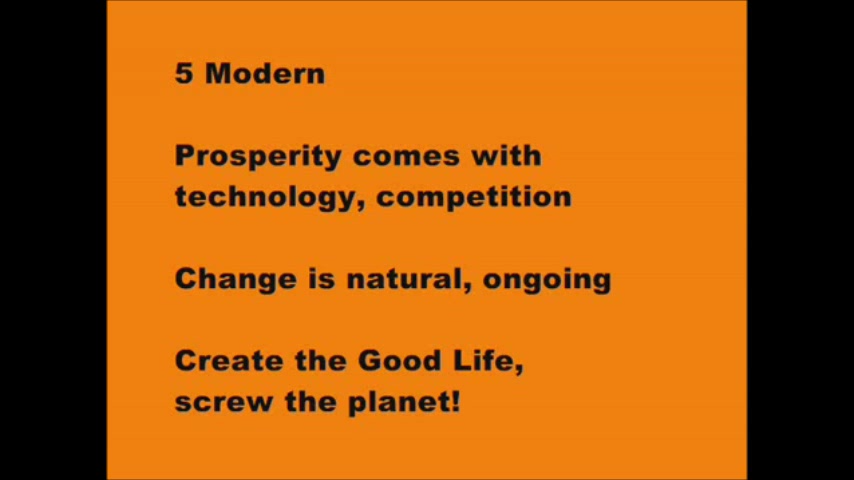 5 Modern
Prosperity comes with
technology, competition
Change is natural, ongoing
Create the Good Life,
screw the planet!